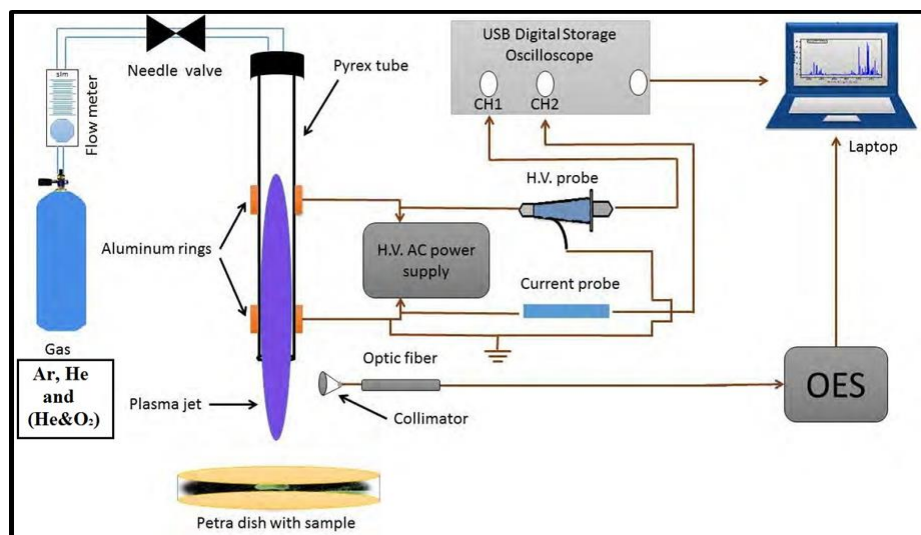 USB Digital Storage
Oscilloscope
CH1
CH2
Needle valve
Pyrex tube
slm
Flow meter
Laptop
H.V. probe
Aluminum rings
H.V. AC power
supply
Current probe
Gas
Ar, He
and
(He&O₂)
Optic fiber
Plasma jet
Collimator
OES
Petra dish with sample